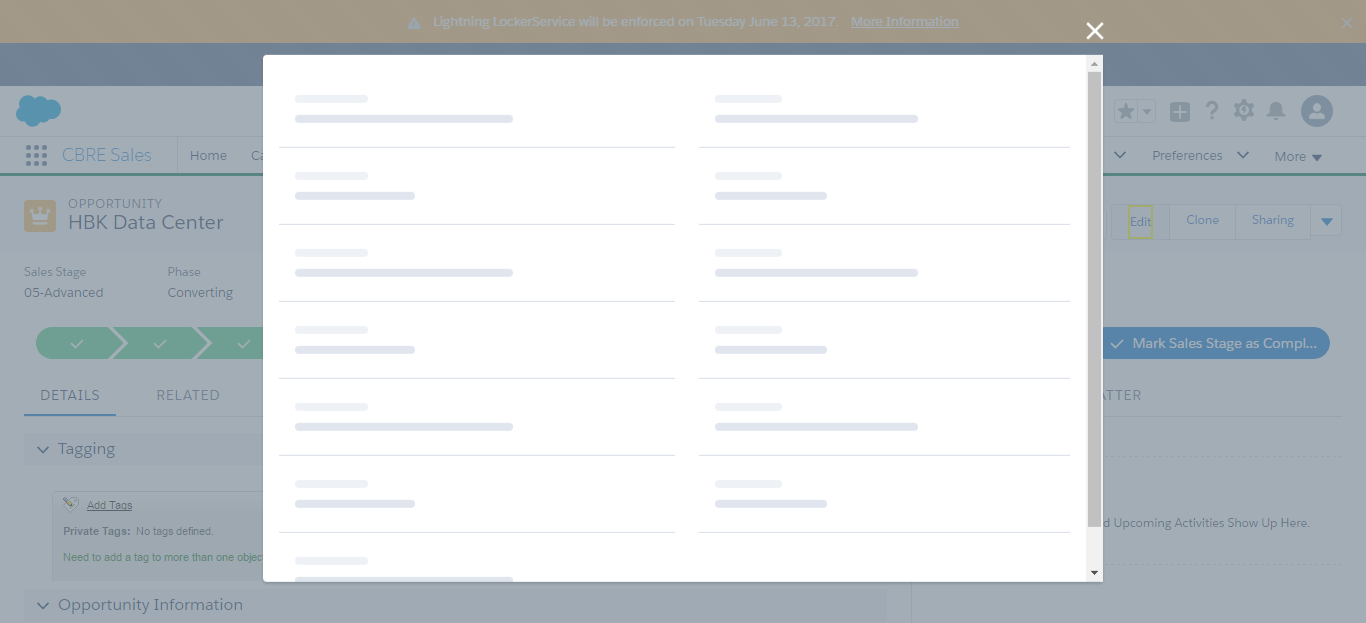 Lightning LockerService will be enforced on Tuesday June 13, 2017. More Information
CBRE Sales Home Preferences More
OPPORTUNITY
HBK Data Center
Edit Clone Sharing
Sales Stage Phase
05-Advanced Converting
Mark Sales Stage as Compl...
DETAILS RELATED
Tagging
Add Tags
Private Tags: No tags defined.
Need to add a tag to more than one
Upcoming Activities Show Up Here.
Opportunity Information